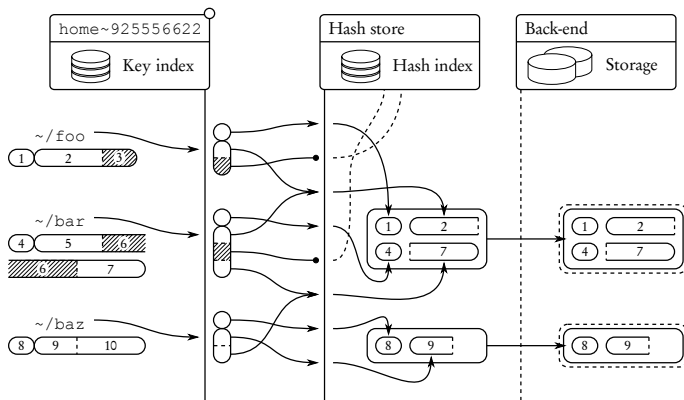 home~925556622
Key index
Hash store
Hash index
Back-end
Storage
~/foo
1 2 3
~/bar
4 5 6
6 7
~/baz
8 9 10
1 2
4 7
8 9
1 2
4 7
8 9